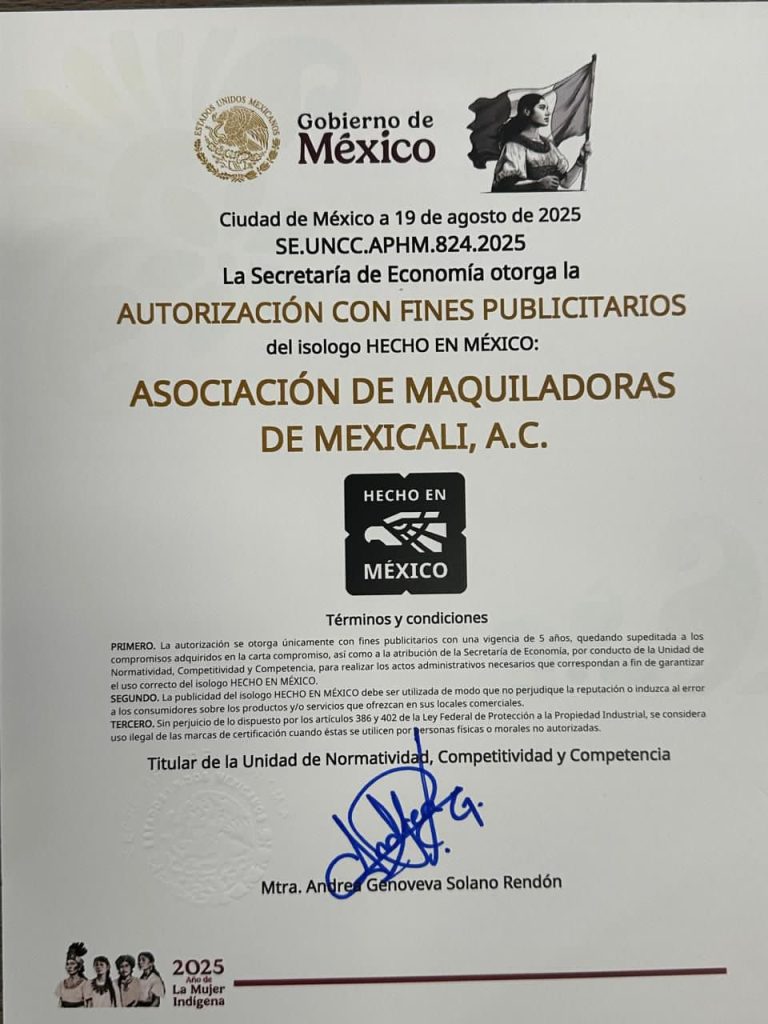 ESTADOS UNIDOS MEXICANOS
Gobierno de
México
Ciudad de México a 19 de agosto de 2025
SE.UNCC.APHM.824.2025
La Secretaría de Economía otorga la
AUTORIZACIÓN CON FINES PUBLICITARIOS
del isologo HECHO EN MÉXICO:
ASOCIACIÓN DE MAQUILADORAS
DE MEXICALI, A.C.
HECHO EN
MÉXICO
Términos y condiciones
PRIMERO. La autorización se otorga únicamente con fines publicitarios con una vigencia de 5 años, quedando supeditada a los
compromisos adquiridos en la carta compromiso, así como a la atribución de la Secretaría de Economía, por conducto de la Unidad de
Normatividad, Competitividad y Competencia, para realizar los actos administrativos necesarios que correspondan a fin de garantizar
el uso correcto del isologo HECHO EN MÉXICO.
SEGUNDO. La publicidad del isologo HECHO EN MÉXICO debe ser utilizada de modo que no perjudique la reputación o induzca al error
a los consumidores sobre los productos y/o servicios que ofrezcan en sus locales comerciales.
TERCERO. Sin perjuicio de lo dispuesto por los artículos 386 y 402 de la Ley Federal de Protección a la Propiedad Industrial, se considera
uso ilegal de las marcas de certificación cuando éstas se utilicen por personas físicas o morales no autorizadas.
Titular de la Unidad de Normatividad, Competitividad y Competencia
Mtra. Andrea Genoveva Solano Rendón
2025
Año de
La Mujer
Indígena